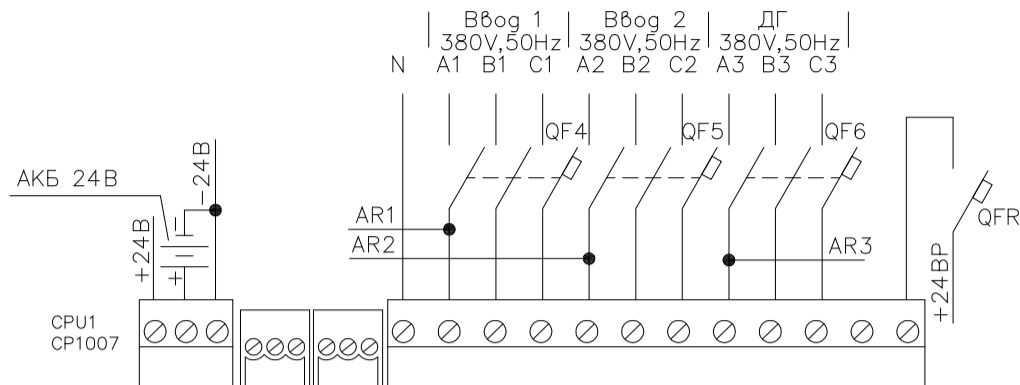 Ввод 1 Ввод 2 ДГ
380V,50Hz 380V,50Hz 380V,50Hz
N A1 B1 C1 A2 B2 C2 A3 B3 C3
QF4 QF5 QF6
АКБ 24В
-24В
QFR
AR1
AR2 AR3
+24В
+
+24ВР
CPU1
CP1007